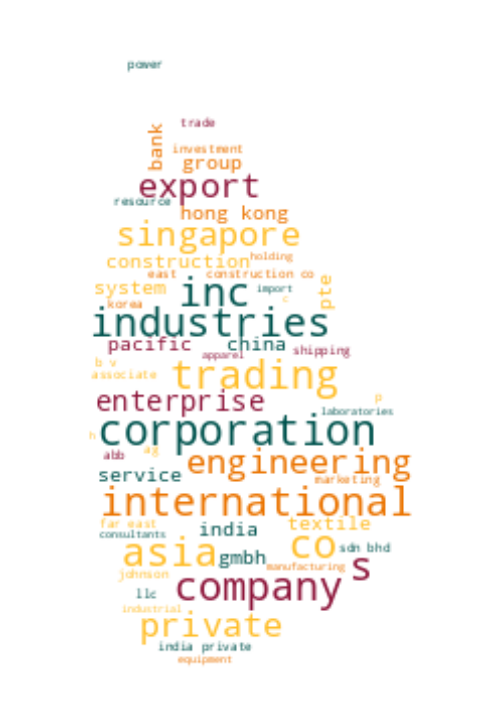 power
trade
bank
investment
group
export
resource
hong kong
singapore
construction
holding
east
construction co
system
inc
import
pte
c
korea
industries
pacific
china
shipping
apparel
b v
trading
associate
enterprise
p
laboratories
corporation
h
ag
abb
engineering
service
marketing
international
far east
india
textile
consultants
co
sdn bhd
asia
gmbh
s
manufacturing
johnson
company
llc
industrial
private
india private
equipment